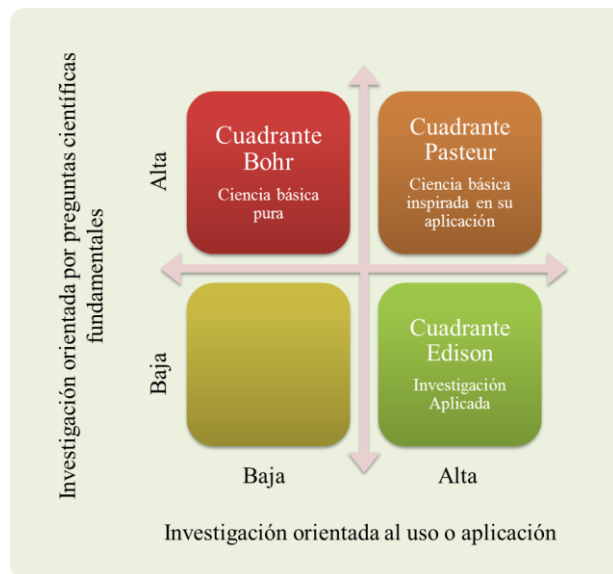 Investigación orientada por preguntas científicas
fundamentales
Alta
Cuadrante
Bohr
Ciencia básica
pura
Cuadrante
Pasteur
Ciencia básica
inspirada en su
aplicación
Baja
Cuadrante
Edison
Investigación
Aplicada
Baja
Alta
Investigación orientada al uso o aplicación